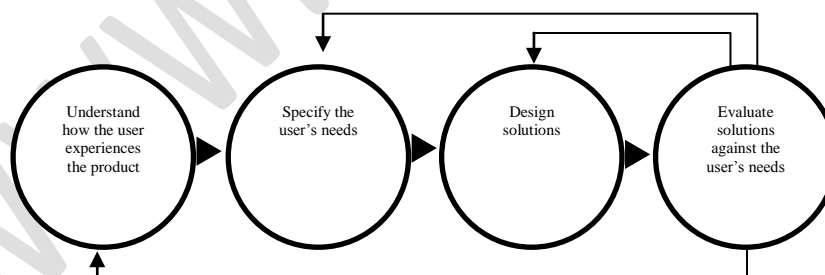 Understand
how the user
experiences
the product
Specify the
user’s needs
Design
solutions
Evaluate
solutions
against the
user’s needs